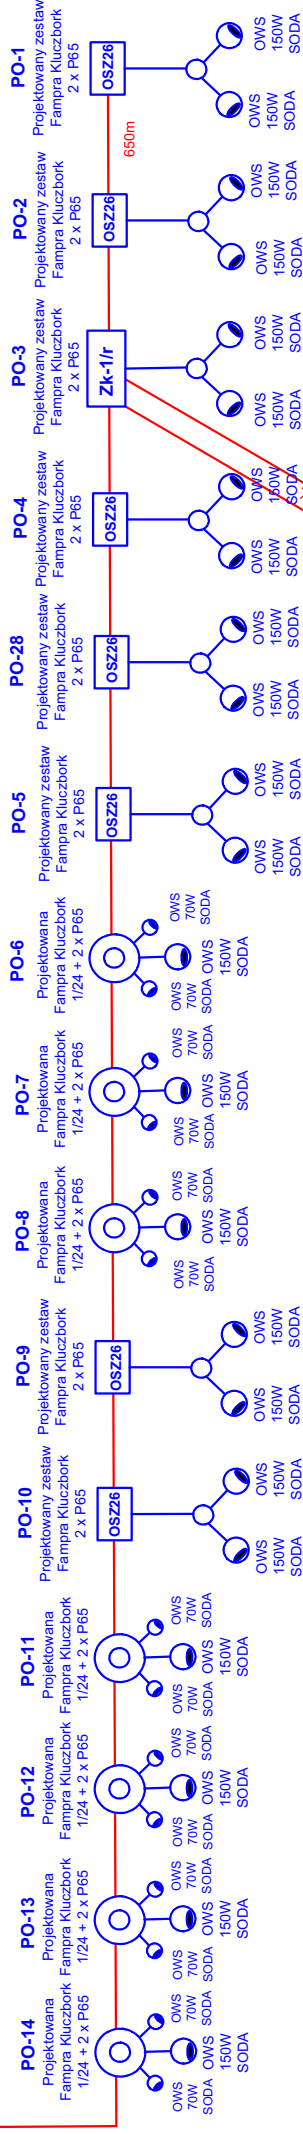 PO-14
Projektowana
Fampra Kluczbork
1/24 + 2 x P65
OWS
70W
SODA
OWS
150W
SODA
OWS
70W
SODA
PO-13
Projektowana
Fampra Kluczbork
1/24 + 2 x P65
OWS
70W
SODA
OWS
150W
SODA
OWS
70W
SODA
PO-12
Projektowana
Fampra Kluczbork
1/24 + 2 x P65
OWS
70W
SODA
OWS
150W
SODA
OWS
70W
SODA
PO-11
Projektowana
Fampra Kluczbork
1/24 + 2 x P65
OWS
70W
SODA
OWS
150W
SODA
OWS
70W
SODA
PO-10
Projektowany zestaw
Fampra Kluczbork
2 x P65
OSZ26
OWS
150W
SODA
OWS
150W
SODA
PO-9
Projektowany zestaw
Fampra Kluczbork
2 x P65
OSZ26
OWS
150W
SODA
OWS
150W
SODA
PO-8
Projektowana
Fampra Kluczbork
1/24 + 2 x P65
OWS
70W
SODA
OWS
150W
SODA
OWS
70W
SODA
PO-7
Projektowana
Fampra Kluczbork
1/24 + 2 x P65
OWS
70W
SODA
OWS
150W
SODA
OWS
70W
SODA
PO-6
Projektowana
Fampra Kluczbork
1/24 + 2 x P65
OWS
70W
SODA
OWS
150W
SODA
OWS
70W
SODA
PO-5
Projektowany zestaw
Fampra Kluczbork
2 x P65
OSZ26
OWS
150W
SODA
OWS
150W
SODA
PO-28
Projektowany zestaw
Fampra Kluczbork
2 x P65
OSZ26
OWS
150W
SODA
OWS
150W
SODA
PO-4
Projektowany zestaw
Fampra Kluczbork
2 x P65
OSZ26
OWS
150W
SODA
OWS
150W
SODA
PO-3
Projektowany zestaw
Fampra Kluczbork
2 x P65
Zk-1/r
OWS
150W
SODA
OWS
150W
SODA
PO-2
Projektowany zestaw
Fampra Kluczbork
2 x P65
OSZ26
OWS
150W
SODA
OWS
150W
SODA
650m
PO-1
Projektowany zestaw
Fampra Kluczbork
2 x P65
OSZ26
OWS
150W
SODA
OWS
150W
SODA